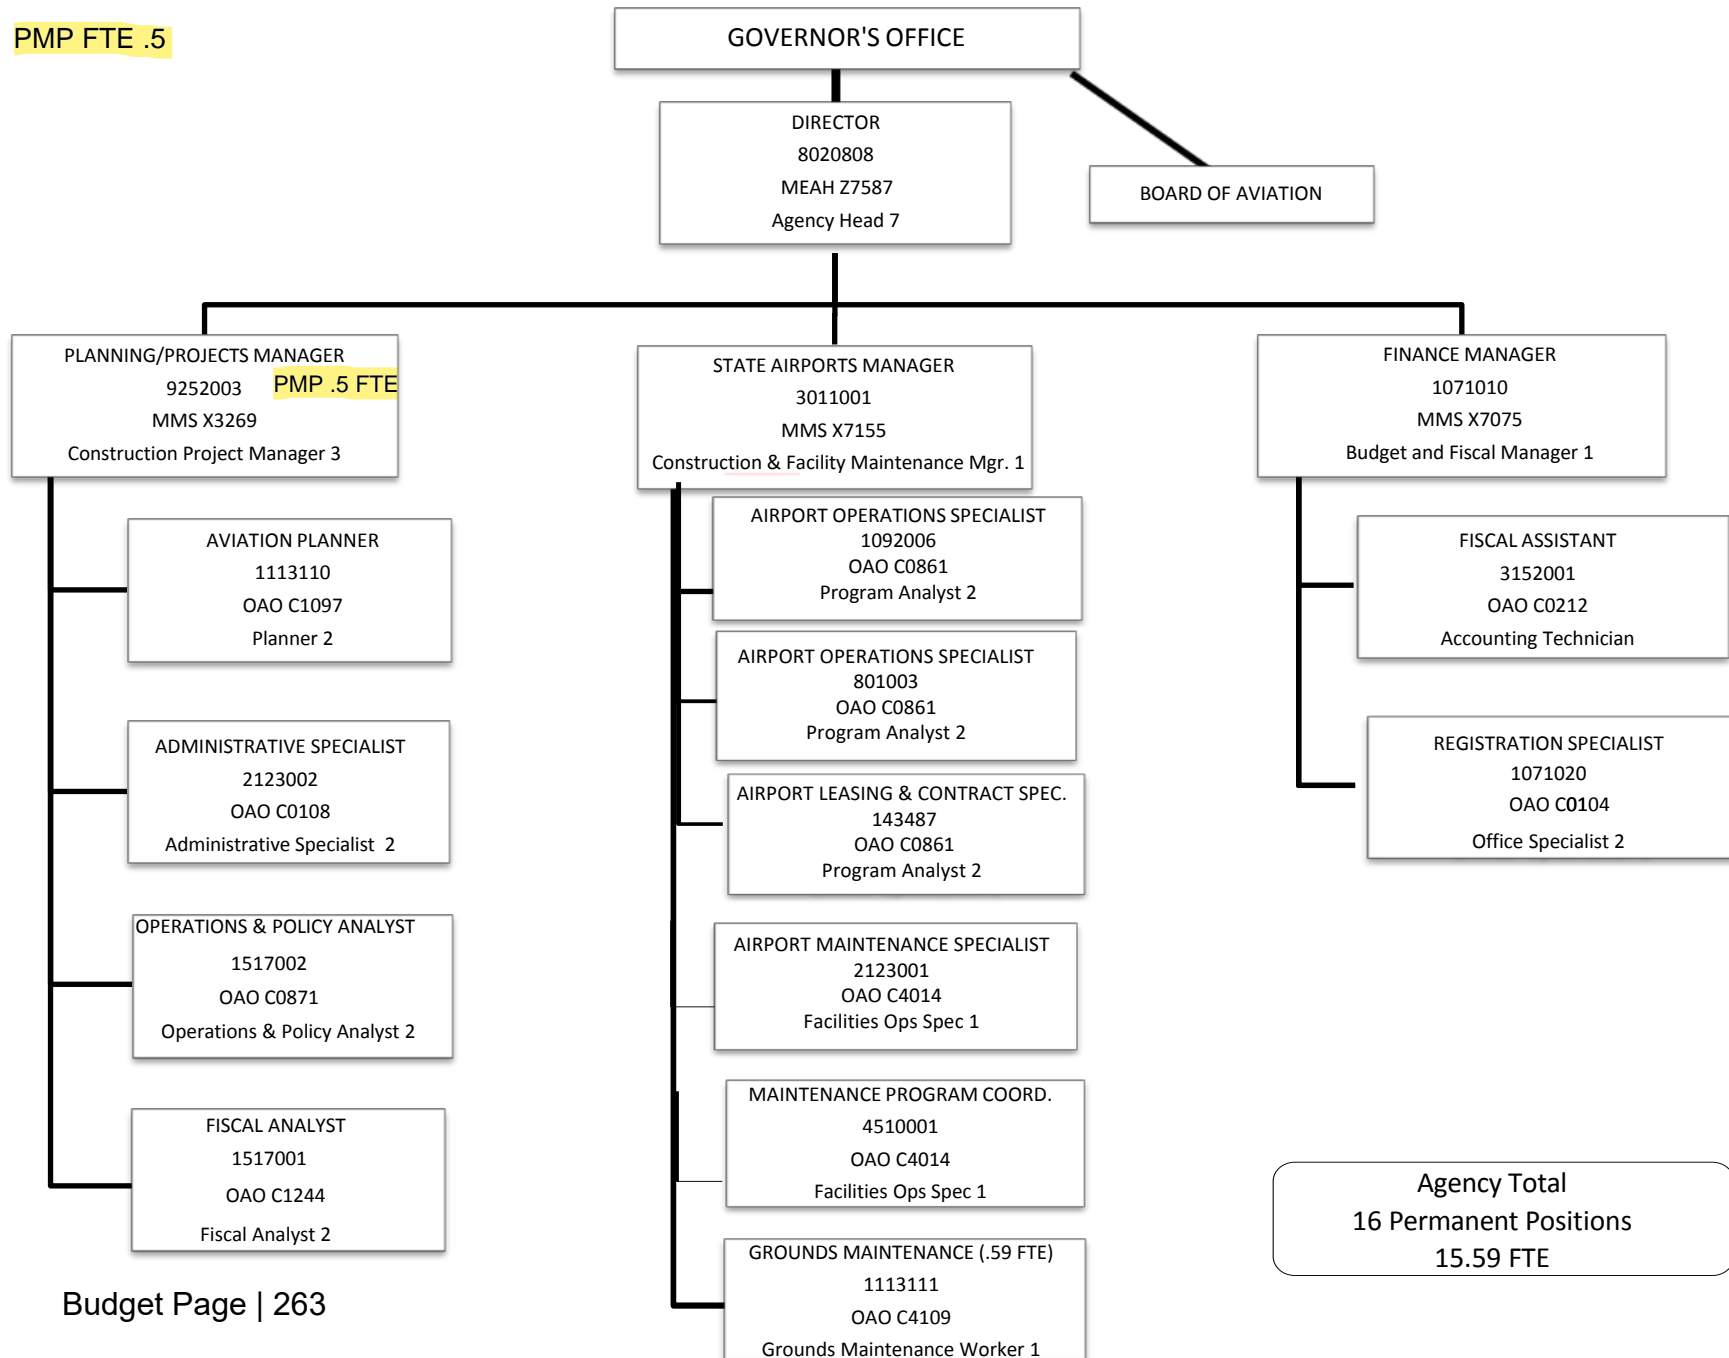 PMP FTE .5
GOVERNOR'S OFFICE
DIRECTOR
8020808
MEAH Z7587
Agency Head 7
BOARD OF AVIATION
PLANNING/PROJECTS MANAGER
9252003 PMP .5 FTE
MMS X3269
Construction Project Manager 3
AVIATION PLANNER
1113110
OAO C1097
Planner 2
ADMINISTRATIVE SPECIALIST
2123002
OAO C0108
Administrative Specialist 2
OPERATIONS & POLICY ANALYST
1517002
OAO C0871
Operations & Policy Analyst 2
FISCAL ANALYST
1517001
OAO C1244
Fiscal Analyst 2
STATE AIRPORTS MANAGER
3011001
MMS X7155
Construction & Facility Maintenance Mgr. 1
AIRPORT OPERATIONS SPECIALIST
1092006
OAO C0861
Program Analyst 2
AIRPORT OPERATIONS SPECIALIST
801003
OAO C0861
Program Analyst 2
AIRPORT LEASING & CONTRACT SPEC.
143487
OAO C0861
Program Analyst 2
AIRPORT MAINTENANCE SPECIALIST
2123001
OAO C4014
Facilities Ops Spec 1
MAINTENANCE PROGRAM COORD.
4510001
OAO C4014
Facilities Ops Spec 1
GROUNDS MAINTENANCE (.59 FTE)
1113111
OAO C4109
Grounds Maintenance Worker 1
FINANCE MANAGER
1071010
MMS X7075
Budget and Fiscal Manager 1
FISCAL ASSISTANT
3152001
OAO C0212
Accounting Technician
REGISTRATION SPECIALIST
1071020
OAO C0104
Office Specialist 2
Agency Total
16 Permanent Positions
15.59 FTE
Budget Page | 263